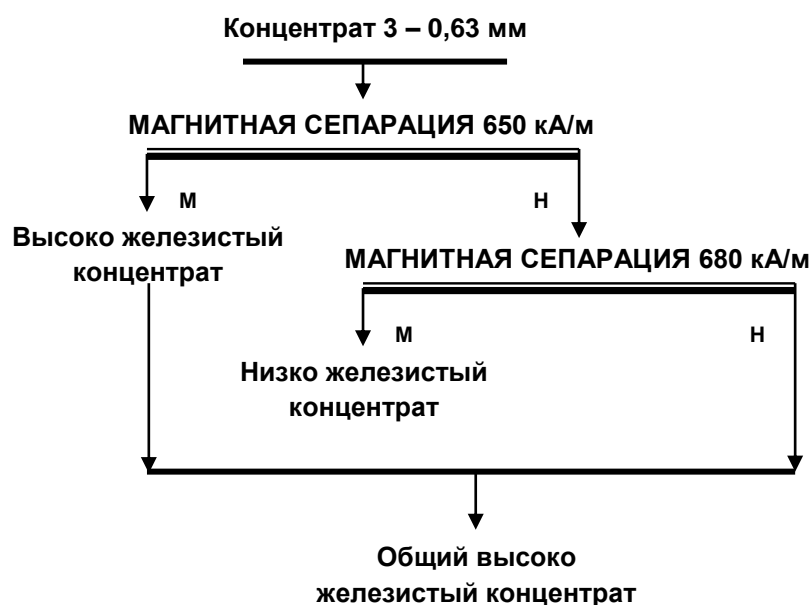 Концентрат 3 – 0,63 мм
МАГНИТНАЯ СЕПАРАЦИЯ 650 кА/м
М
Н
Высоко железистый
концентрат
МАГНИТНАЯ СЕПАРАЦИЯ 680 кА/м
М
Н
Низко железистый
концентрат
Общий высоко
железистый концентрат